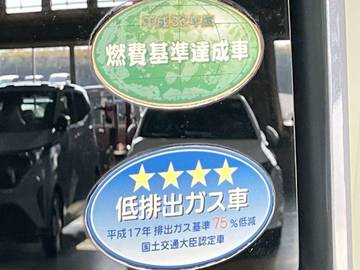 平成32年度
燃費基準達成車
★★★★
低排出ガス車
平成17年 排出ガス基準 75%低減
国土交通大臣認定車